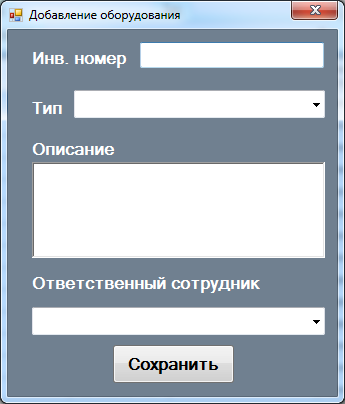 Добавление оборудования
Инв. номер
Тип
Описание
Ответственный сотрудник
Сохранить